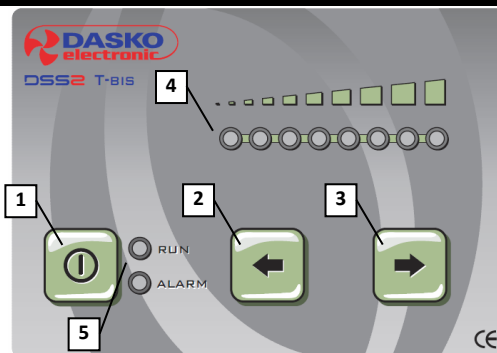 DASKO
electronic
DSS2 T-BIS
4
1
2
3
RUN
ALARM
5
CE